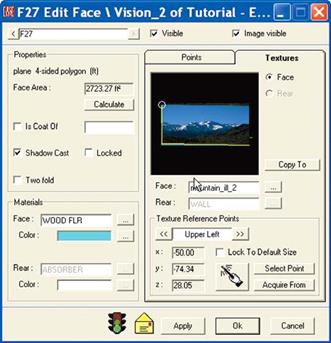 F27 Edit Face \ Vision_2 of Tutorial - E...
< F27 > Visible Image visible
Properties
plane 4-sided polygon (ft)
Face Area : 2723.27 ft²
Calculate
Is Coat Of
Shadow Cast Locked
Two fold
Materials
Face : WOOD FLR ...
Color : ...
Rear : ABSORBER ...
Color : ...
Points Textures
Face
Rear
Copy To
Face : mountain_ill_2 ...
Rear : WALL ...
Texture Reference Points
<< Upper Left >>
x : -50.00 Lock To Default Size
y : -74.34 Select Point
z : 28.05 Acquire From
Apply Ok Cancel